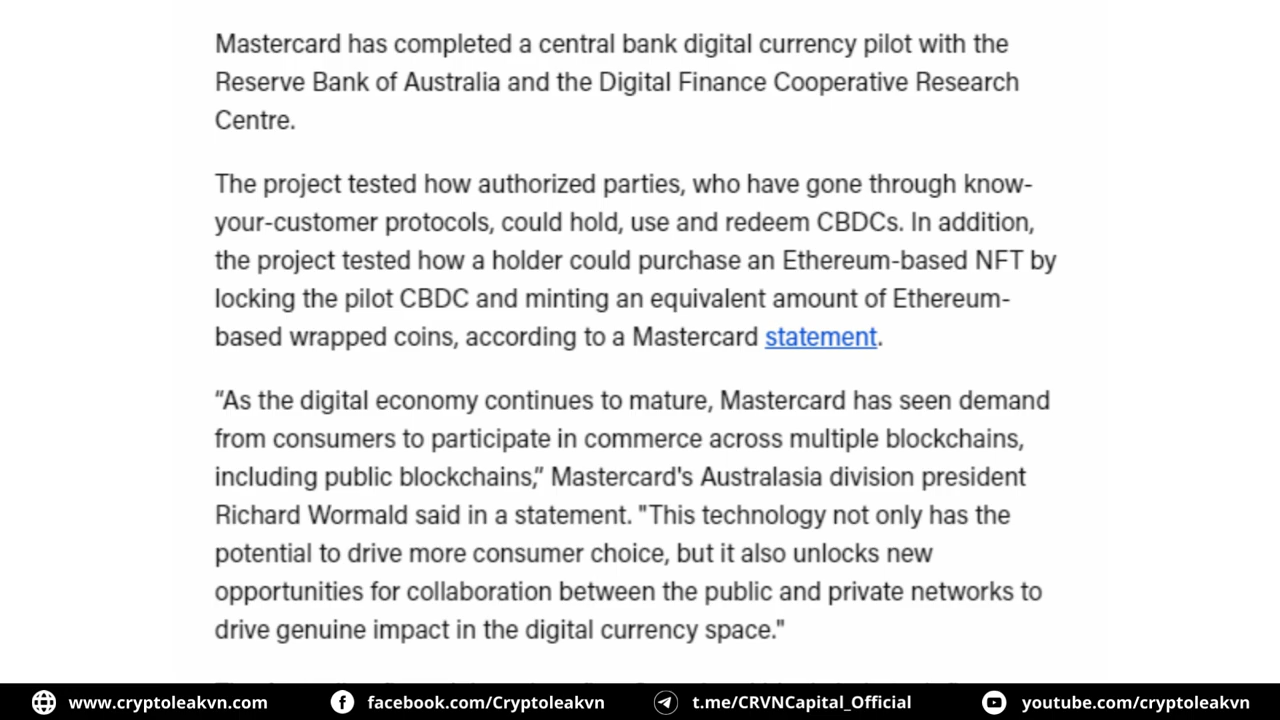 Mastercard has completed a central bank digital currency pilot with the
Reserve Bank of Australia and the Digital Finance Cooperative Research
Centre.
The project tested how authorized parties, who have gone through know-
your-customer protocols, could hold, use and redeem CBDCs. In addition,
the project tested how a holder could purchase an Ethereum-based NFT by
locking the pilot CBDC and minting an equivalent amount of Ethereum-
based wrapped coins, according to a Mastercard statement.
“As the digital economy continues to mature, Mastercard has seen demand
from consumers to participate in commerce across multiple blockchains,
including public blockchains,” Mastercard's Australasia division president
Richard Wormald said in a statement. "This technology not only has the
potential to drive more consumer choice, but it also unlocks new
opportunities for collaboration between the public and private networks to
drive genuine impact in the digital currency space."
www.cryptoleakvn.com facebook.com/Cryptoleakvn t.me/CRVNCapital_Official youtube.com/cryptoleakvn